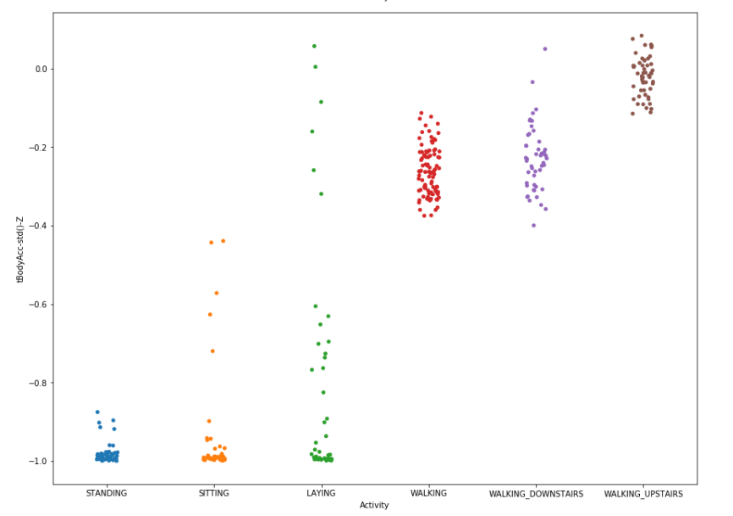 0.0
−0.2
−0.4
−0.6
−0.8
−1.0
tBodyAcc-std()-Z
STANDING SITTING LAYING WALKING WALKING_DOWNSTAIRS WALKING_UPSTAIRS
Activity